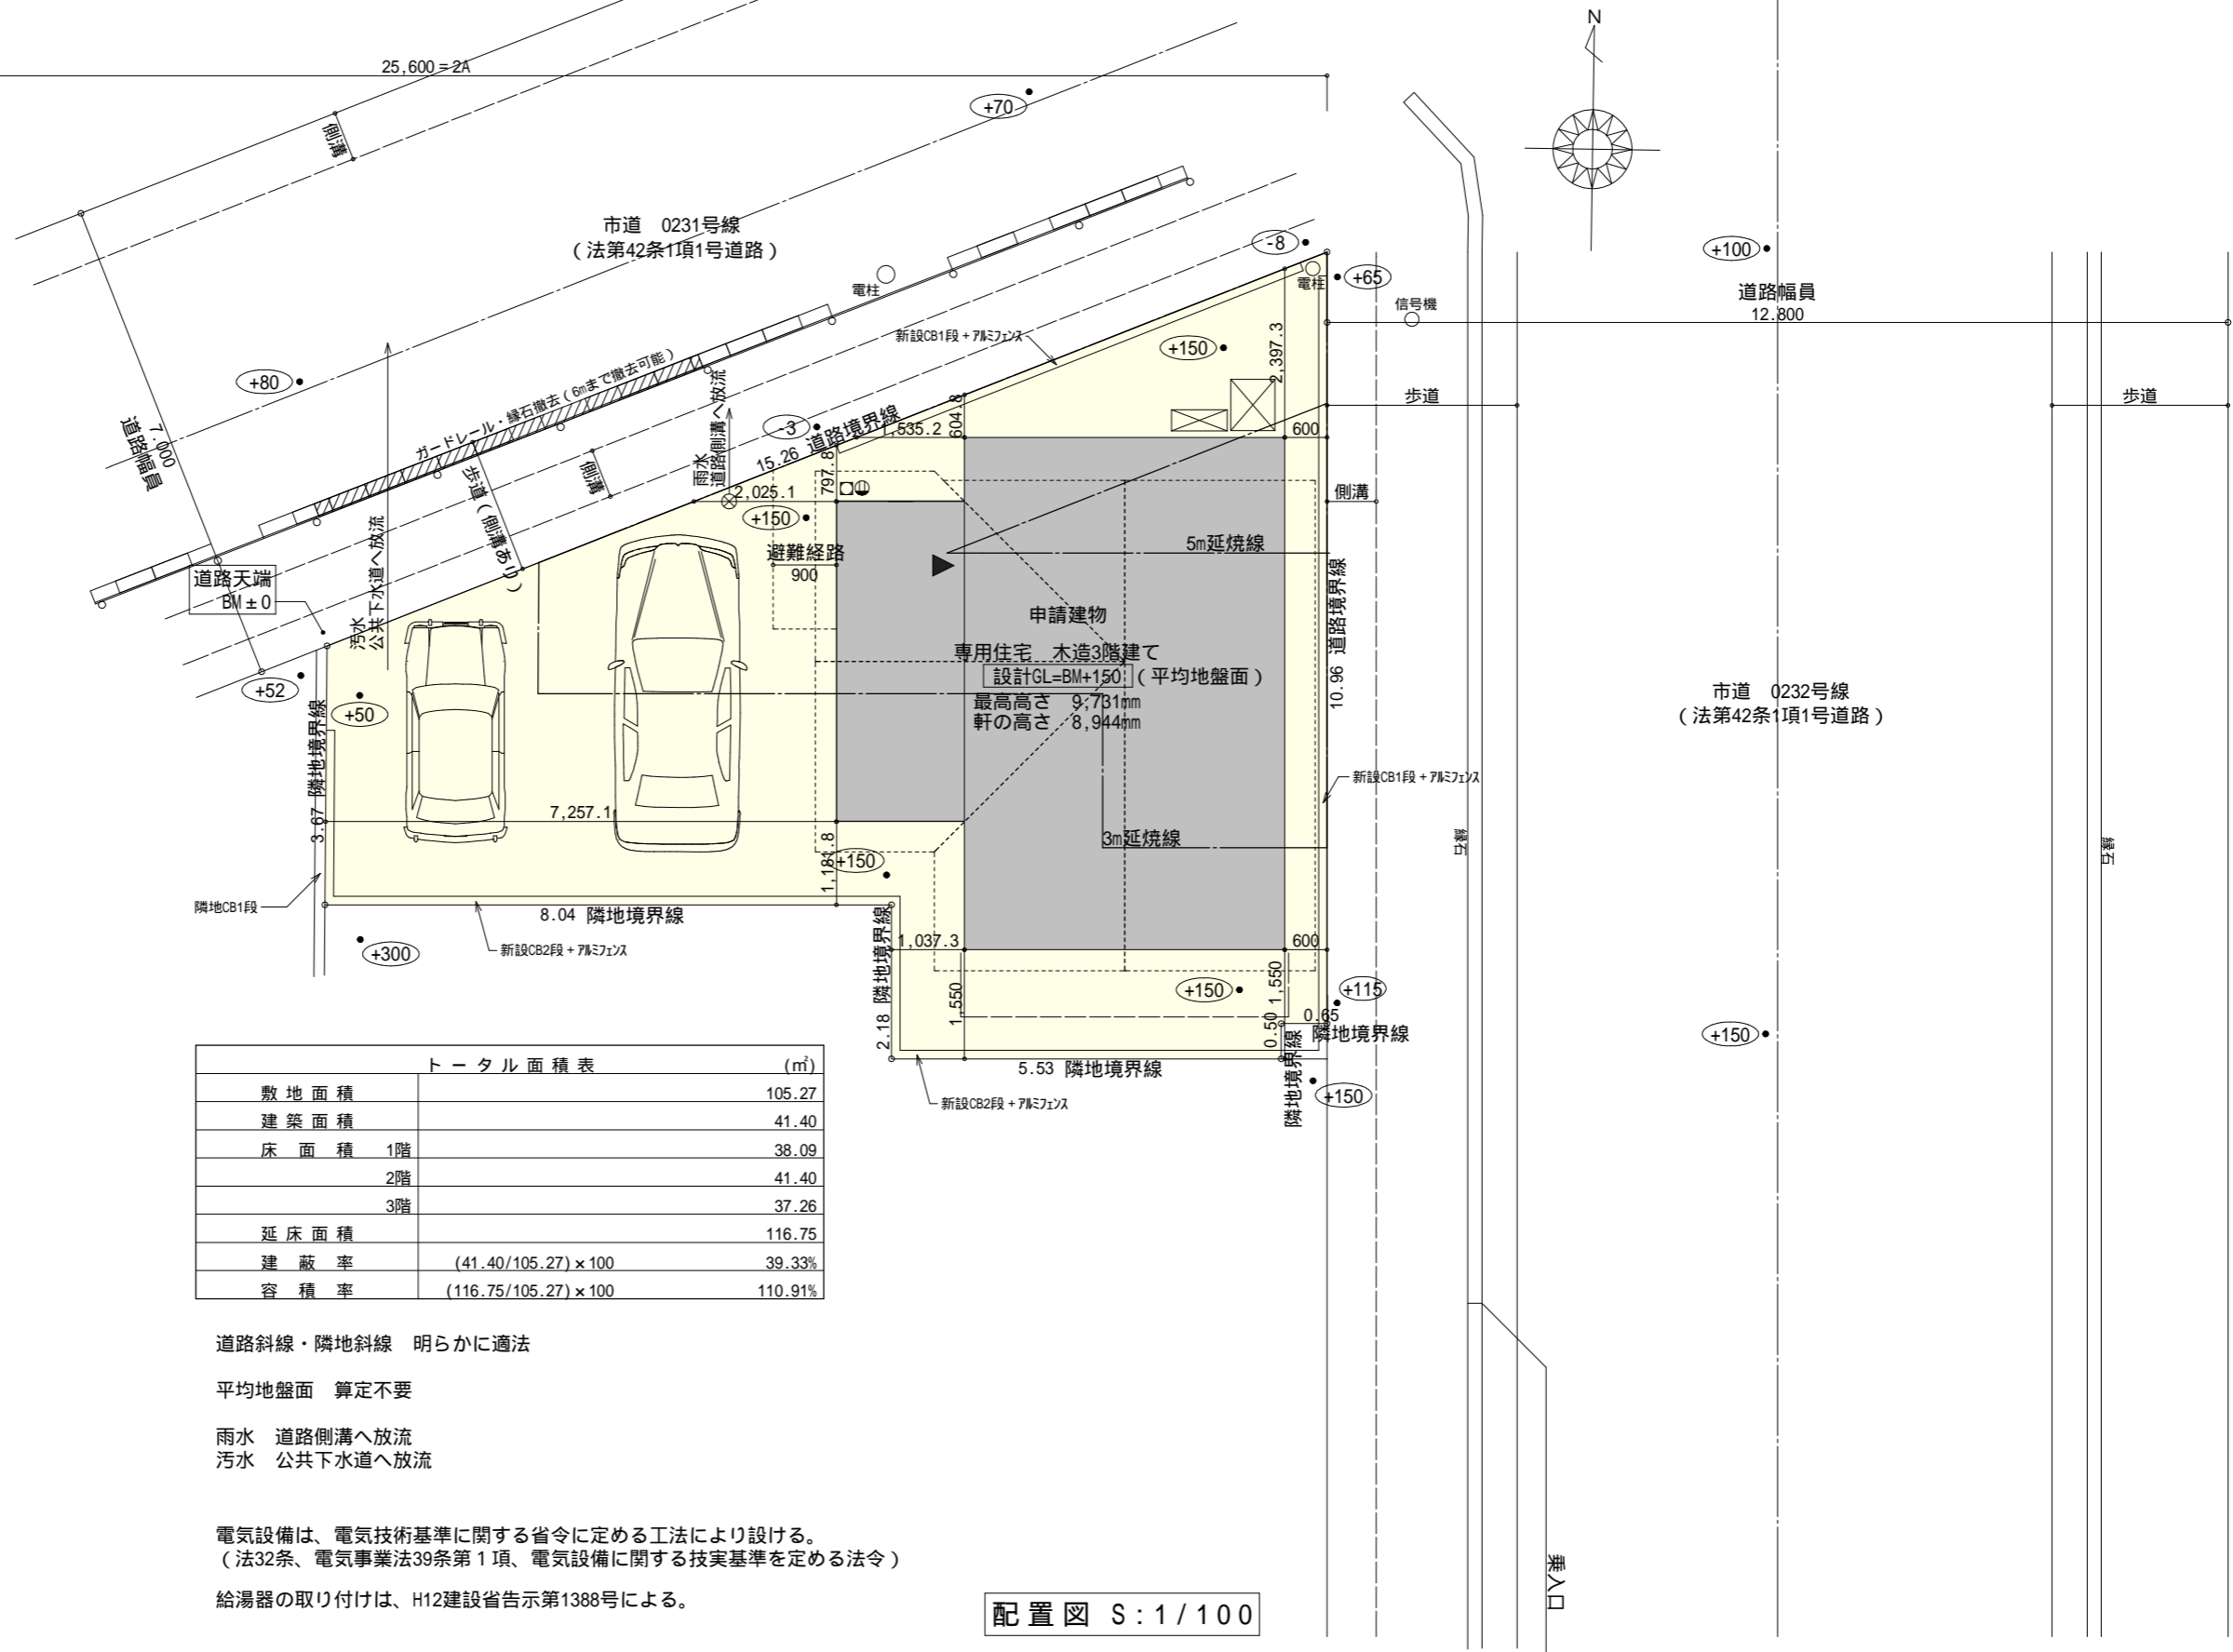 N
25,600＝2A
+70
側溝
市道　0231号線
（法第42条1項1号道路）
-8
+100
+65
電柱
電柱
道路幅員
12.800
信号機
新設CB1段＋アルミフェンス
+150
2,397.3
+80
ガードレール・縁石撤去（6mまで撤去可能）
歩道
歩道
7.000
道路幅員
雨水
道路側溝へ放流
-3
15.26 道路境界線
1,535.2
604.8
600
797.8
歩道（側溝あり）
側溝
2,025.1
側溝
+150
汚水
公共下水道へ放流
避難経路
900
5m延焼線
道路天端
BM±0
申請建物
専用住宅　木造3階建て
設計GL=BM+150（平均地盤面）
最高高さ　9,731mm
軒の高さ　8,944mm
10.96 道路境界線
+52
+50
市道　0232号線
（法第42条1項1号道路）
3.67 隣地境界線
7,257.1
新設CB1段＋アルミフェンス
3m延焼線
縁石
縁石
1,181.8
+150
隣地CB1段
8.04 隣地境界線
新設CB2段＋アルミフェンス
+300
2.18 隣地境界線
1,037.3
600
1,550
1,550
+150
+115
0.65
隣地境界線
0.50
隣地境界線
+150
5.53 隣地境界線
+150
新設CB2段＋アルミフェンス
トータル面積表 (㎡)
敷地面積 105.27
建築面積 41.40
床面積 1階 38.09
2階 41.40
3階 37.26
延床面積 116.75
建蔽率 (41.40/105.27)×100 39.33%
容積率 (116.75/105.27)×100 110.91%
道路斜線・隣地斜線　明らかに適法
平均地盤面　算定不要
雨水　道路側溝へ放流
汚水　公共下水道へ放流
電気設備は、電気技術基準に関する省令に定める工法により設ける。
（法32条、電気事業法39条第１項、電気設備に関する技実基準を定める法令）
給湯器の取り付けは、H12建設省告示第1388号による。
乗入口
配置図 S:1/100